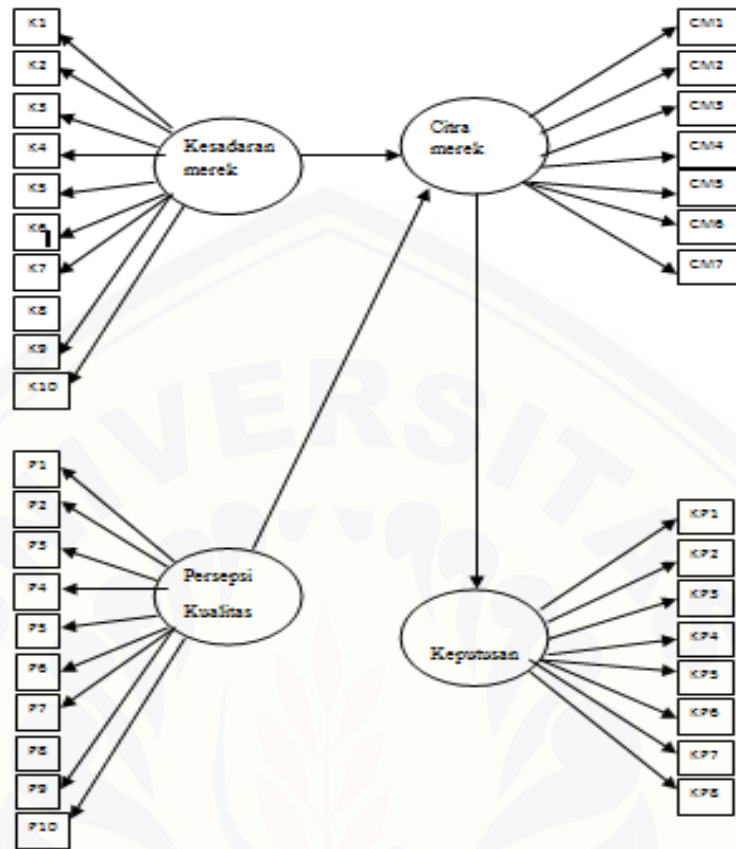 K1
K2
K3
K4
K5
K6
K7
K8
K9
K10
Kesadaran
merek
Citra
merek
CM1
CM2
CM3
CM4
CM5
CM6
CM7
P1
P2
P3
P4
P5
P6
P7
P8
P9
P10
Persepsi
Kualitas
Keputusan
KP1
KP2
KP3
KP4
KP5
KP6
KP7
KP8
UNIVERSITA